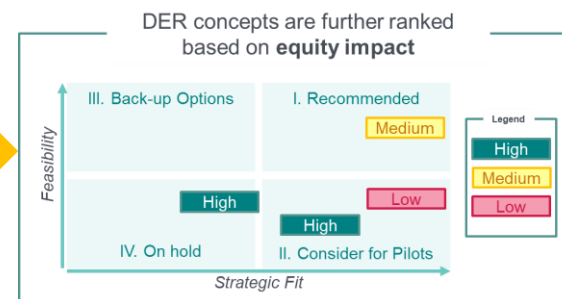 DER concepts are further ranked
based on equity impact
III. Back-up Options
I. Recommended
Medium
Feasibility
High
Low
High
IV. On hold
II. Consider for Pilots
Strategic Fit
Legend
High
Medium
Low